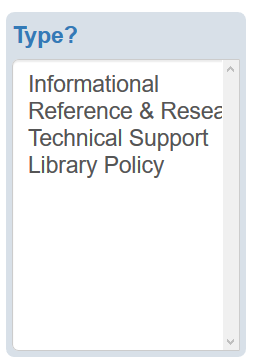 Type?
Informational
Reference & Resea
Technical Support
Library Policy